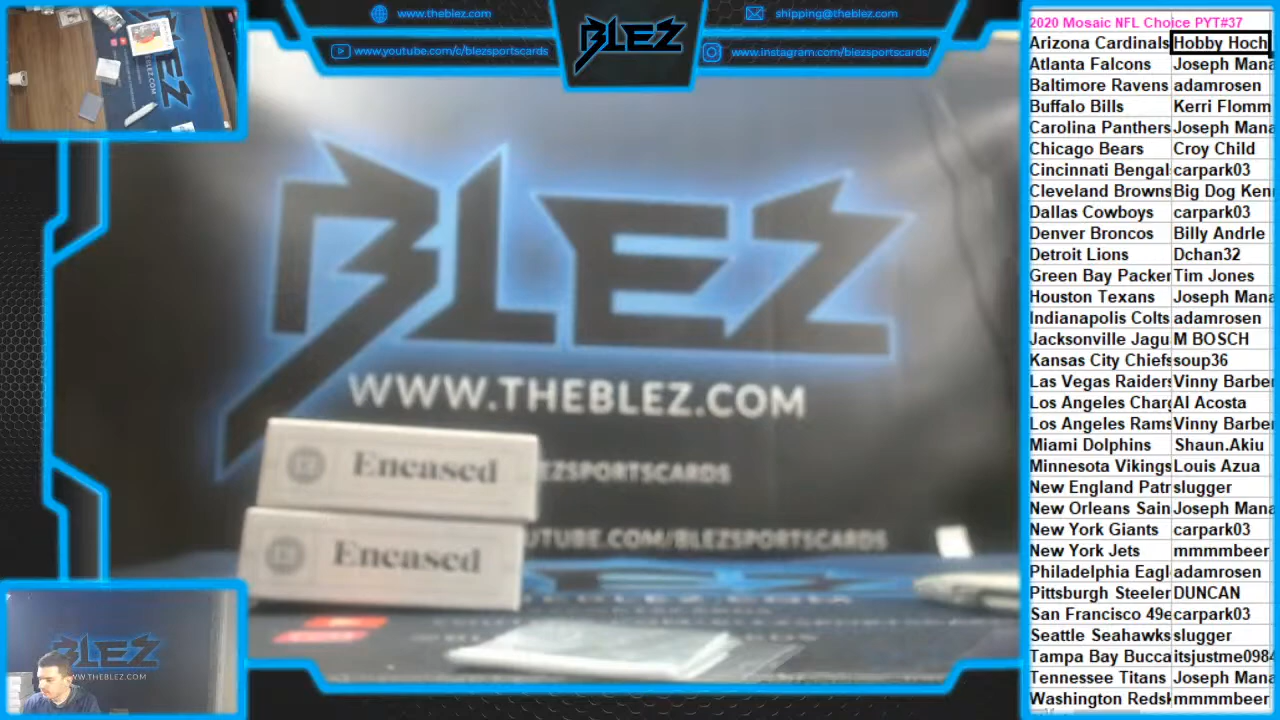 www.theblez.com
www.youtube.com/c/blezsportscards
BLEZ
shipping@theblez.com
www.instagram.com/blezsportscards/
BLEZ
WWW.THEBLEZ.COM
Encased
EZSPORTSCARDS
Encased
UTUBE.COM/BLEZSPORTSCARDS
BLEZ
BLEZ
WW.THEBLEZ.COM
2020 Mosaic NFL Choice PYT#37
Arizona Cardinals Hobby Hoch
Atlanta Falcons Joseph Mana
Baltimore Ravens adamrosen
Buffalo Bills Kerri Flomm
Carolina Panthers Joseph Mana
Chicago Bears Croy Child
Cincinnati Bengal carpark03
Cleveland Browns Big Dog Ken
Dallas Cowboys carpark03
Denver Broncos Billy Andrle
Detroit Lions Dchan32
Green Bay Packer Tim Jones
Houston Texans Joseph Mana
Indianapolis Colts adamrosen
Jacksonville Jagu M BOSCH
Kansas City Chiefs soup36
Las Vegas Raiders Vinny Barber
Los Angeles Charg Al Acosta
Los Angeles Rams Vinny Barber
Miami Dolphins Shaun.Akiu
Minnesota Vikings Louis Azua
New England Patr slugger
New Orleans Sain Joseph Mana
New York Giants carpark03
New York Jets mmmmbeer
Philadelphia Eagl adamrosen
Pittsburgh Steeler DUNCAN
San Francisco 49e carpark03
Seattle Seahawks slugger
Tampa Bay Bucca itsjustme0984
Tennessee Titans Joseph Mana
Washington Redsk mmmmbeer